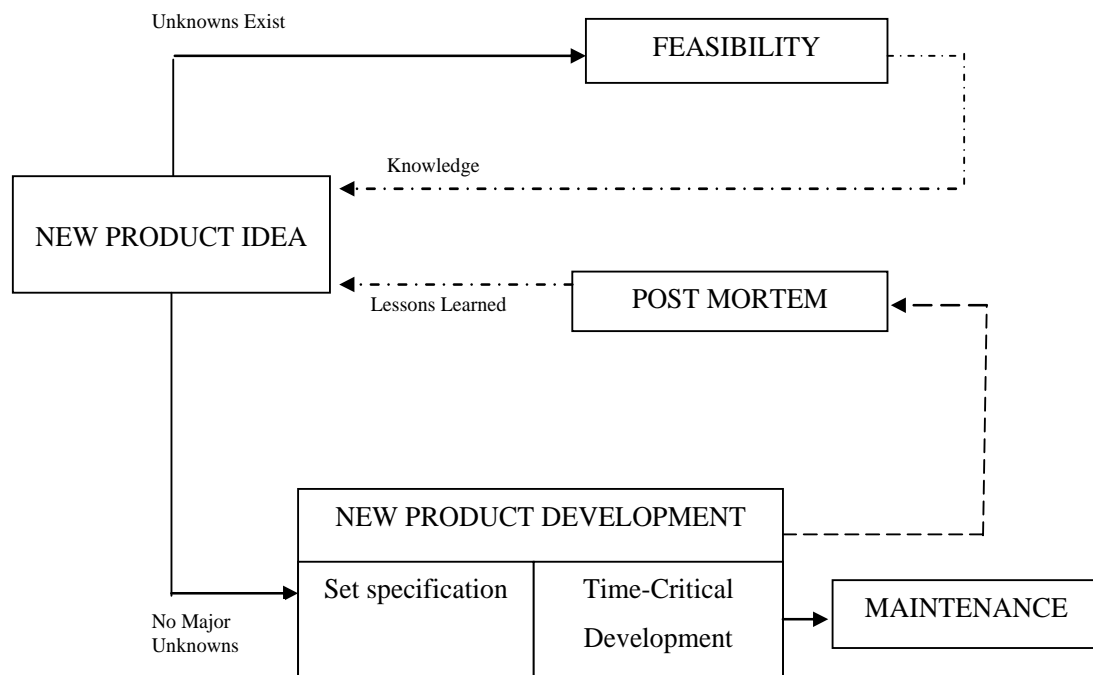 Unknowns Exist
FEASIBILITY
Knowledge
NEW PRODUCT IDEA
Lessons Learned
POST MORTEM
NEW PRODUCT DEVELOPMENT
Set specification
Time-Critical
Development
MAINTENANCE
No Major
Unknowns